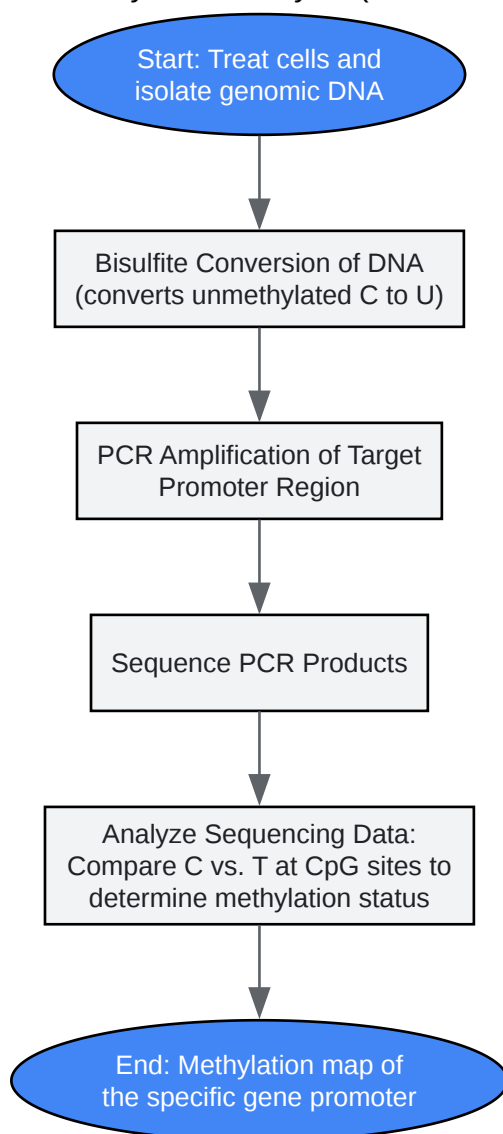 Start: Treat cells and
isolate genomic DNA
Bisulfite Conversion of DNA
(converts unmethylated C to U)
PCR Amplification of Target
Promoter Region
Sequence PCR Products
Analyze Sequencing Data:
Compare C vs. T at CpG sites to
determine methylation status
End: Methylation map of
the specific gene promoter